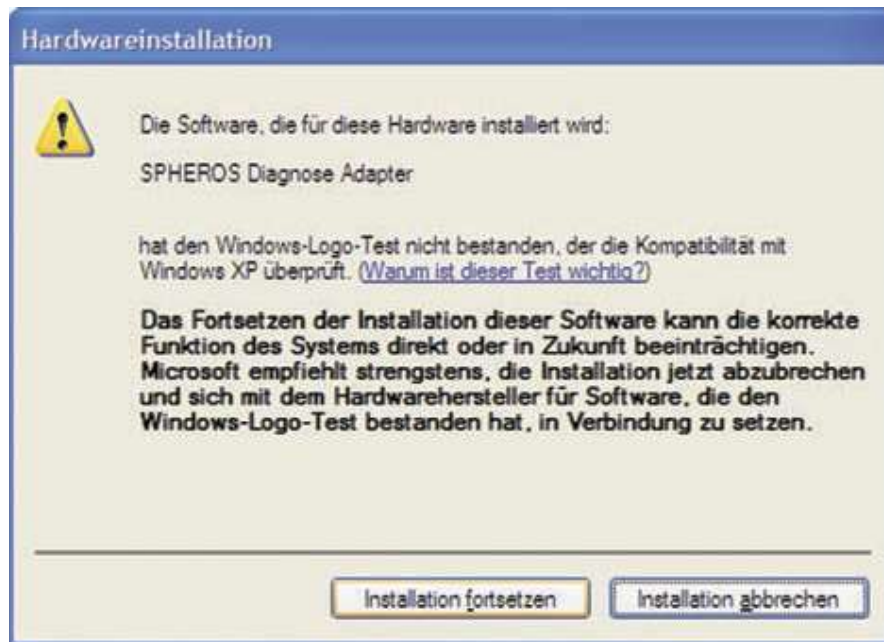 Hardwareinstallation
Die Software, die für diese Hardware installiert wird:
SPHEROS Diagnose Adapter
hat den Windows-Logo-Test nicht bestanden, der die Kompatibilität mit
Windows XP überprüft. (Warum ist dieser Test wichtig?)
Das Fortsetzen der Installation dieser Software kann die korrekte
Funktion des Systems direkt oder in Zukunft beeinträchtigen.
Microsoft empfiehlt strengstens, die Installation jetzt abzubrechen
und sich mit dem Hardwarehersteller für Software, die den
Windows-Logo-Test bestanden hat, in Verbindung zu setzen.
Installation fortsetzen
Installation abbrechen